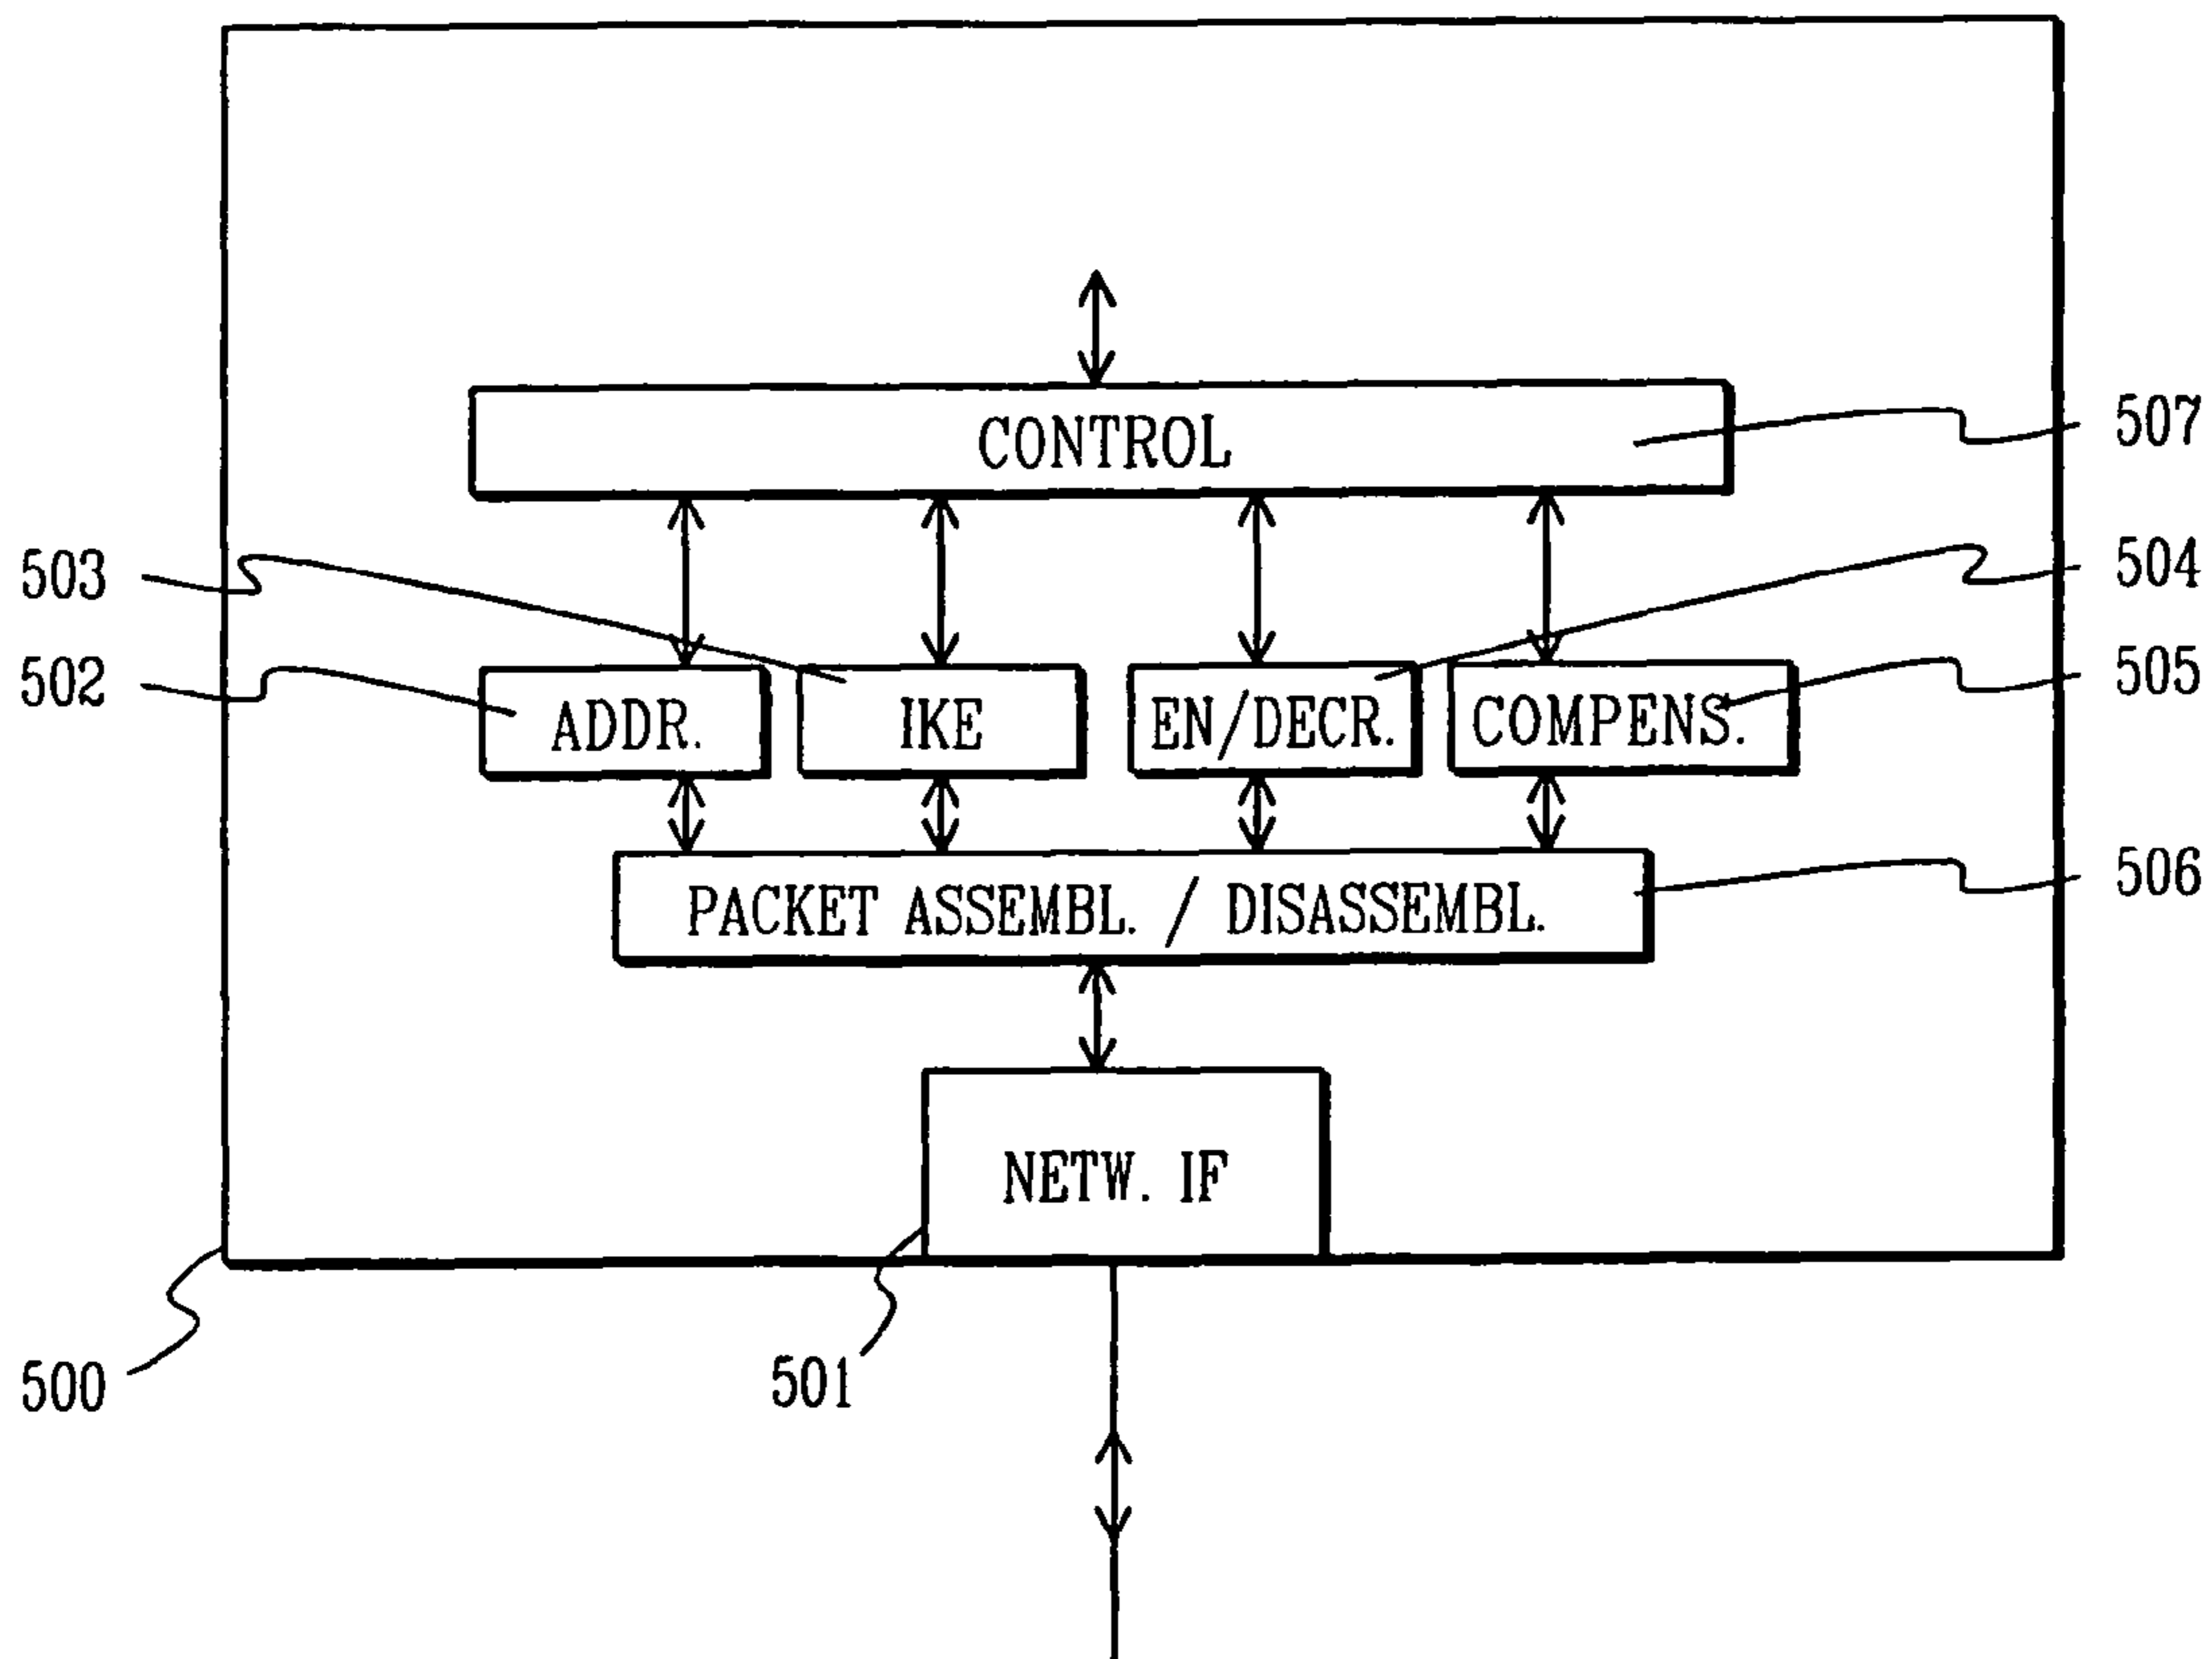 CONTROL
507
503
504
502
505
ADDR.
IKE
EN/DECR.
COMPENS.
506
PACKET ASSEMBL. / DISASSEMBL.
NETW. IF
500
501